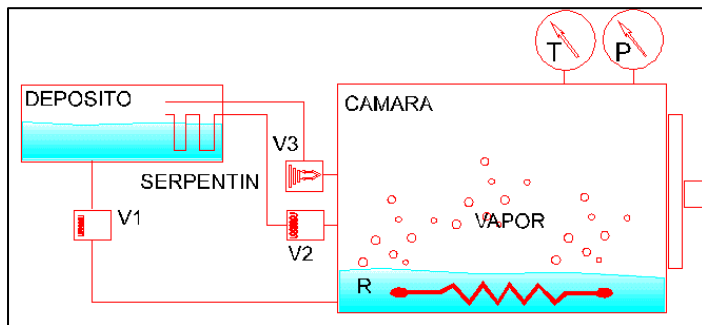 T
P
DEPOSITO
CAMARA
V3
SERPENTIN
V1
VAPOR
V2
R